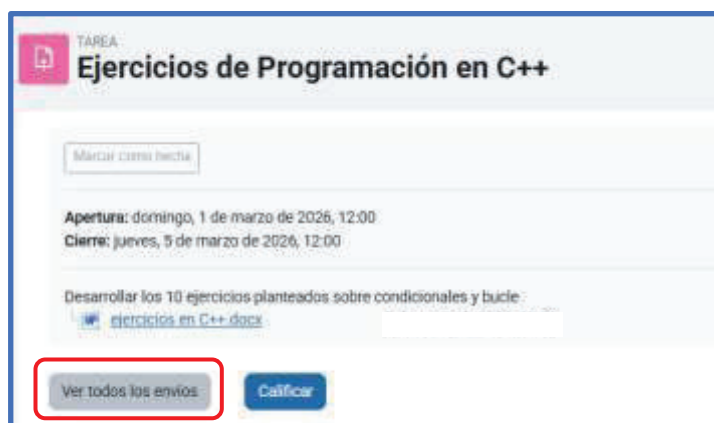 TAREA
Ejercicios de Programación en C++
Marcar como hecha
Apertura: domingo, 1 de marzo de 2026, 12:00
Cierre: jueves, 5 de marzo de 2026, 12:00
Desarrollar los 10 ejercicios planteados sobre condicionales y bucle
ejercicios en C++.docx
Ver todos los envíos
Calificar